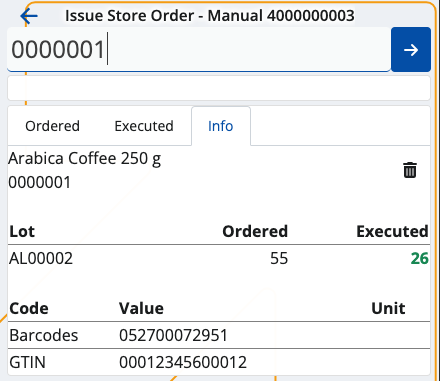 Issue Store Order - Manual 4000000003
0000001
Ordered Executed Info
Arabica Coffee 250 g
0000001
Lot Ordered Executed
AL00002 55 26
Code Value Unit
Barcodes 052700072951
GTIN 00012345600012